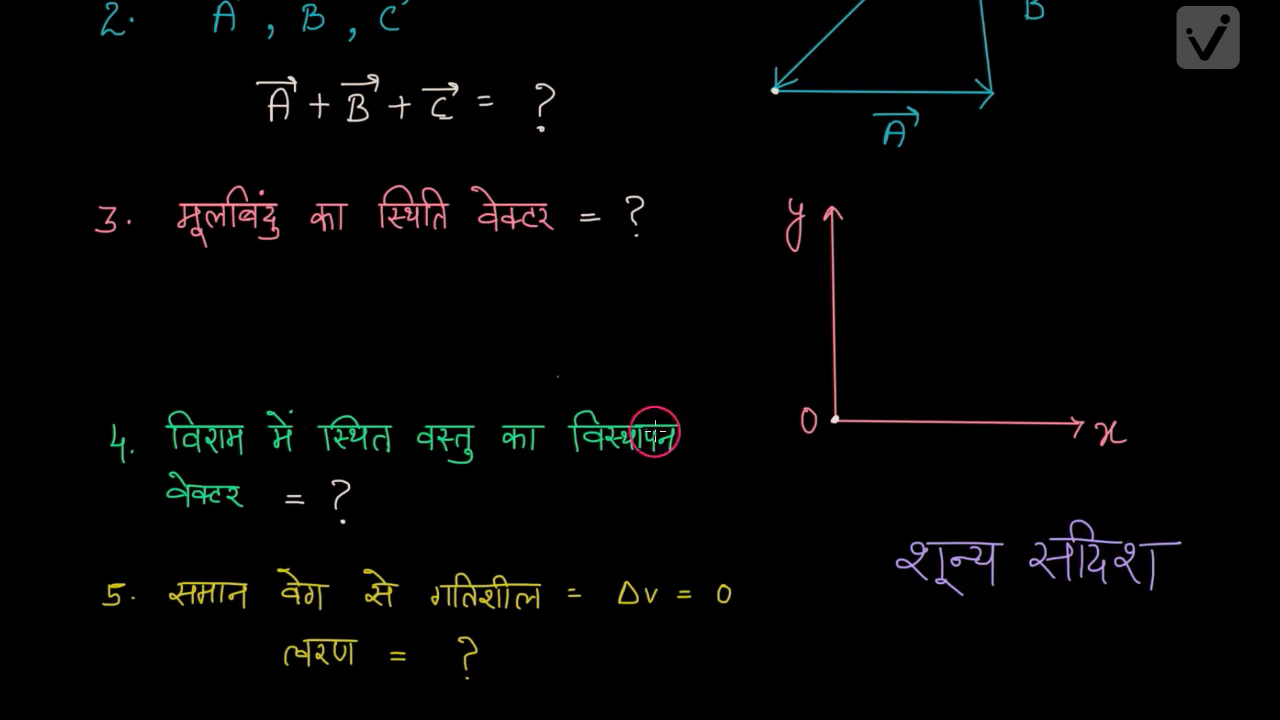 2. A , B , C
B
A + B + C = ?
A
3. मूलबिंदु का स्थिति वेक्टर = ?
y
0
x
4. विराम में स्थित वस्तु का विस्थापन
वेक्टर = ?
शून्य सदिश
5. समान वेग से गतिशील = Δv = 0
त्वरण = ?